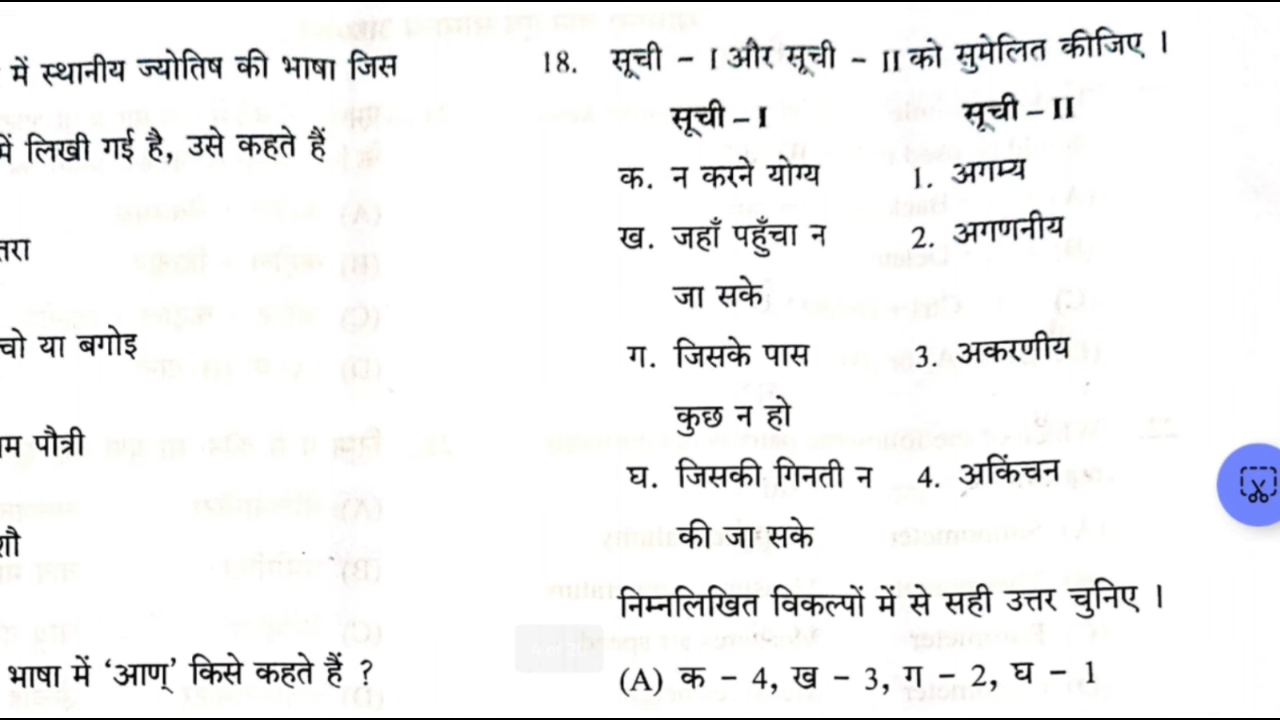 में स्थानीय ज्योतिष की भाषा जिस
में लिखी गई है, उसे कहते हैं
तरा
चो या बगोइ
म पौत्री
शौ
भाषा में ‘आण्’ किसे कहते हैं ?
18. सूची – I और सूची – II को सुमेलित कीजिए ।
सूची – I सूची – II
क. न करने योग्य 1. अगम्य
ख. जहाँ पहुँचा न 2. अगणनीय
जा सके
ग. जिसके पास 3. अकरणीय
कुछ न हो
घ. जिसकी गिनती न 4. अकिंचन
की जा सके
निम्नलिखित विकल्पों में से सही उत्तर चुनिए ।
(A) क – 4, ख – 3, ग – 2, घ – 1